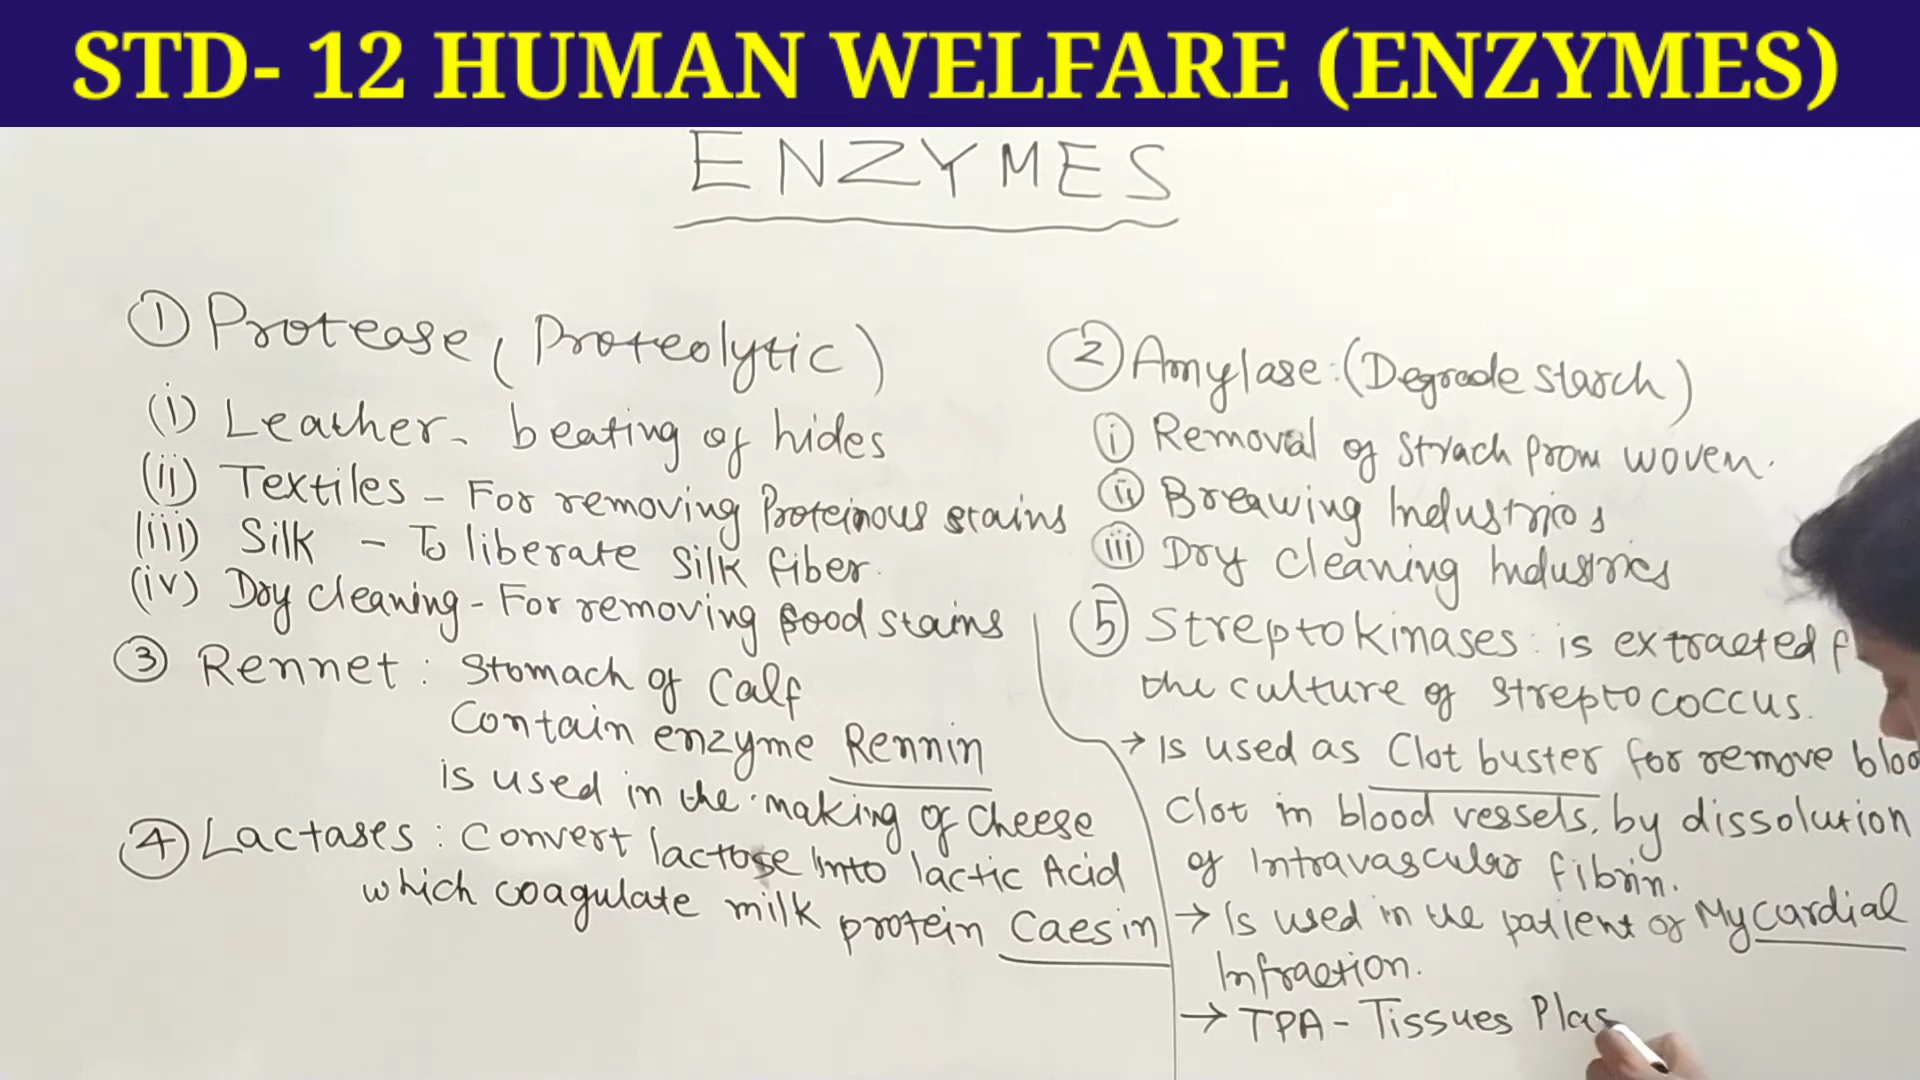 STD- 12 HUMAN WELFARE (ENZYMES)
ENZYMES
① Protease (Proteolytic)
(i) Leather - beating of hides
(ii) Textiles - For removing Proteinous stains
(iii) Silk - To liberate Silk fiber.
(iv) Dry cleaning - For removing food stains
③ Rennet : Stomach of Calf
Contain enzyme Rennin
is used in the making of Cheese
④ Lactases : Convert lactose into lactic Acid
which coagulate milk protein Caesin
② Amylase : (Degrade starch)
(i) Removal of Strach from woven.
(ii) Breawing Industries
(iii) Dry Cleaning Industries
⑤ Streptokinases : is extracted f
the culture of Streptococcus.
→ Is used as Clot buster for remove bloo
Clot in blood vessels, by dissolution
of Intravascular fibrin.
→ Is used in the patient of Mycardial
Infraction.
→ TPA - Tissues Plas